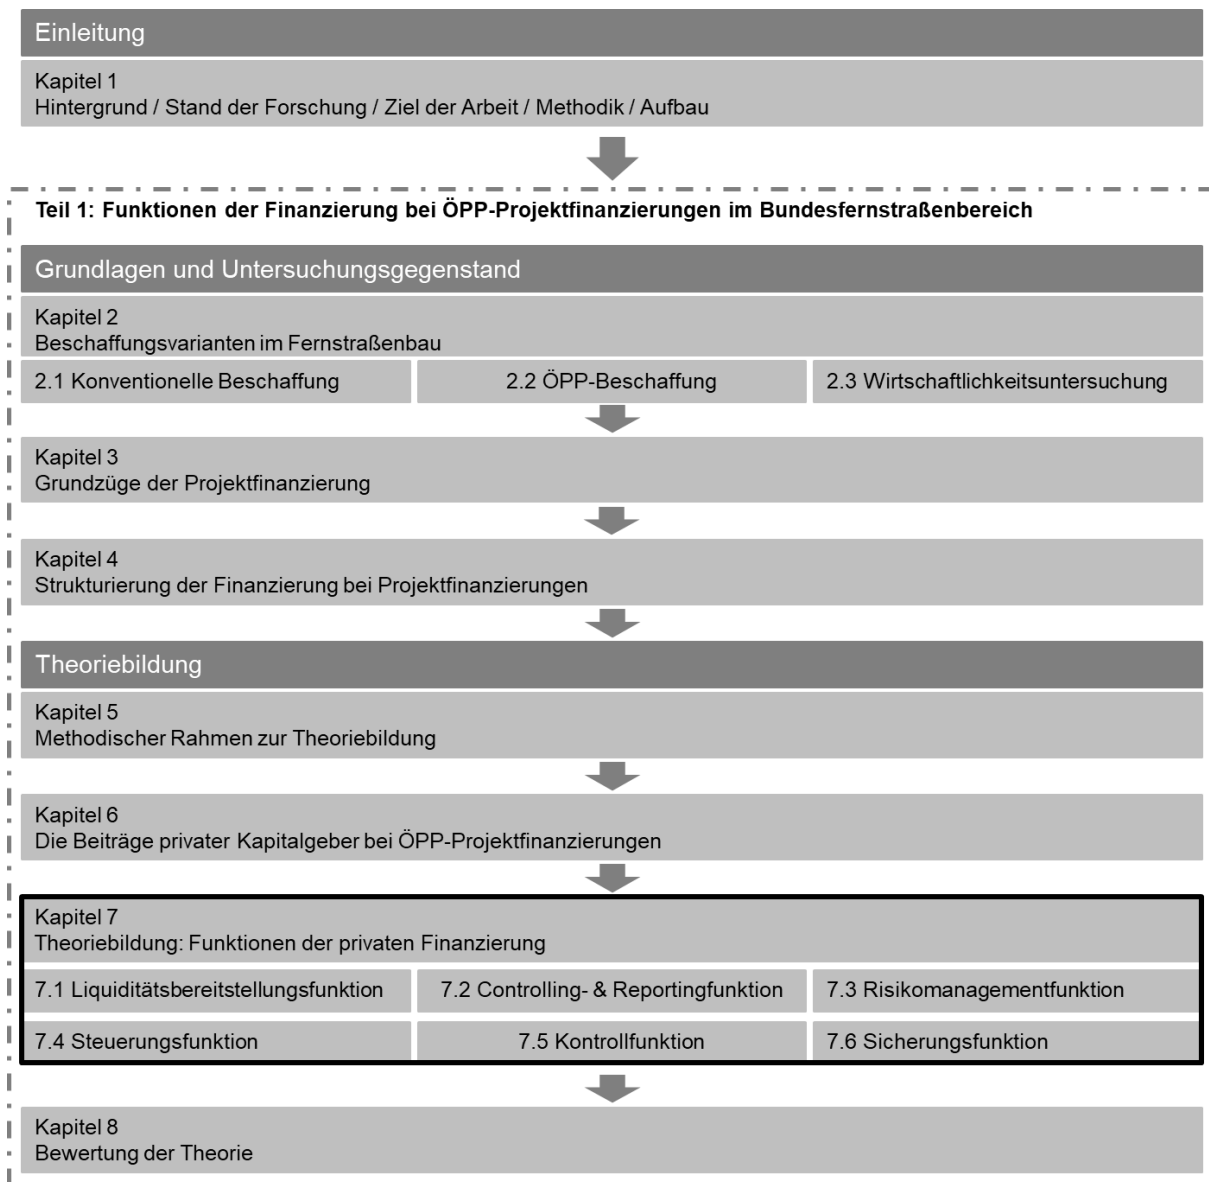 Einleitung
Kapitel 1
Hintergrund / Stand der Forschung / Ziel der Arbeit / Methodik / Aufbau
Teil 1: Funktionen der Finanzierung bei ÖPP-Projektfinanzierungen im Bundesfernstraßenbereich
Grundlagen und Untersuchungsgegenstand
Kapitel 2
Beschaffungsvarianten im Fernstraßenbau
2.1 Konventionelle Beschaffung
2.2 ÖPP-Beschaffung
2.3 Wirtschaftlichkeitsuntersuchung
Kapitel 3
Grundzüge der Projektfinanzierung
Kapitel 4
Strukturierung der Finanzierung bei Projektfinanzierungen
Theoriebildung
Kapitel 5
Methodischer Rahmen zur Theoriebildung
Kapitel 6
Die Beiträge privater Kapitalgeber bei ÖPP-Projektfinanzierungen
Kapitel 7
Theoriebildung: Funktionen der privaten Finanzierung
7.1 Liquiditätsbereitstellungsfunktion
7.2 Controlling- & Reportingfunktion
7.3 Risikomanagementfunktion
7.4 Steuerungsfunktion
7.5 Kontrollfunktion
7.6 Sicherungsfunktion
Kapitel 8
Bewertung der Theorie